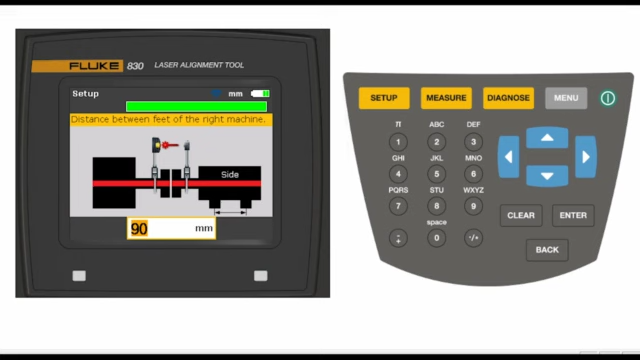 FLUKE 830 LASER ALIGNMENT TOOL
Setup mm
Distance between feet of the right machine.
Side
90 mm
SETUP MEASURE DIAGNOSE MENU
π ABC DEF
1 2 3
GHI JKL MNO
4 5 6
PQRS STU WXYZ
7 8 9
space
-/+ 0 ·/^
CLEAR ENTER
BACK